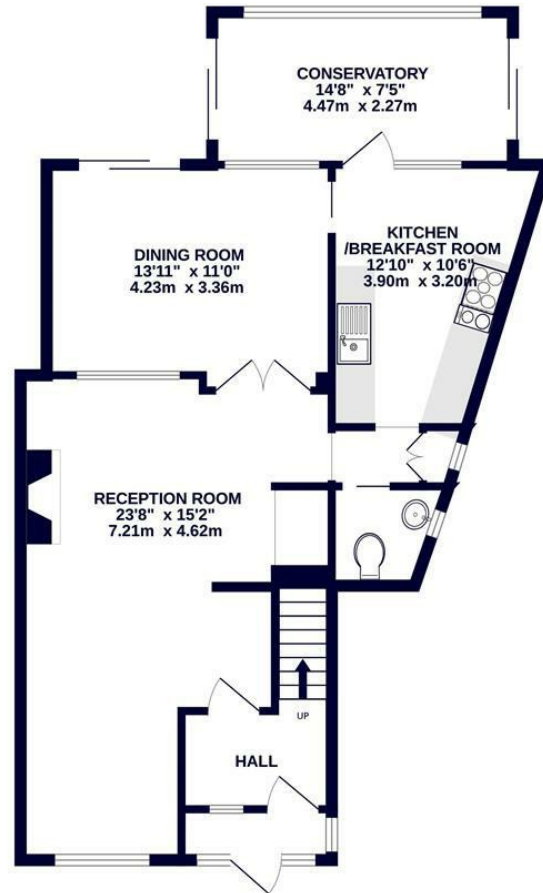 CONSERVATORY
14'8" x 7'5"
4.47m x 2.27m
DINING ROOM
13'11" x 11'0"
4.23m x 3.36m
KITCHEN
/BREAKFAST ROOM
12'10" x 10'6"
3.90m x 3.20m
RECEPTION ROOM
23'8" x 15'2"
7.21m x 4.62m
UP
HALL